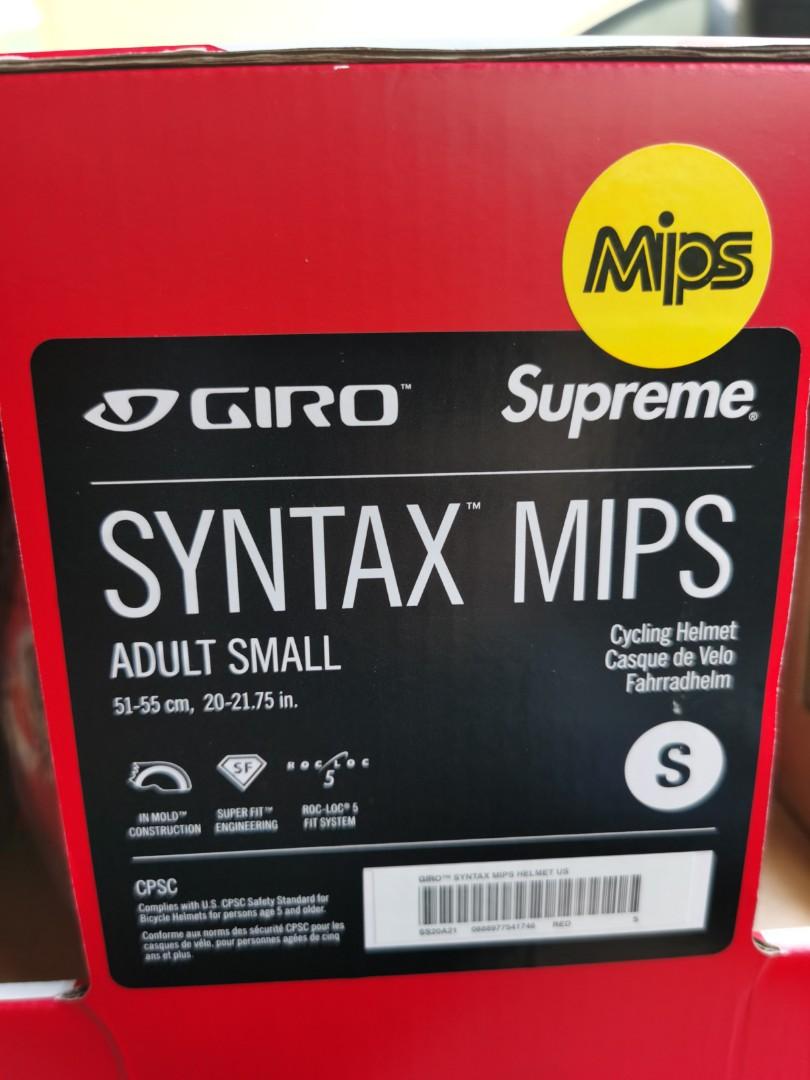 Mips
GIRO™ Supreme®
SYNTAX™ MIPS
ADULT SMALL
51-55 cm, 20-21.75 in.
Cycling Helmet
Casque de Velo
Fahrradhelm
S
SF
ROC LOC
5
IN MOLD™
CONSTRUCTION
SUPER FIT™
ENGINEERING
ROC-LOC® 5
FIT SYSTEM
CPSC
Complies with U.S. CPSC Safety Standard for
Bicycle Helmets for persons age 5 and older.
Conforme aux normes des sécurité CPSC pour les
casques de vélo, pour personnes agées de cinq
ans et plus.
GIRO™ SYNTAX MIPS HELMET US
SS20A21 RED S